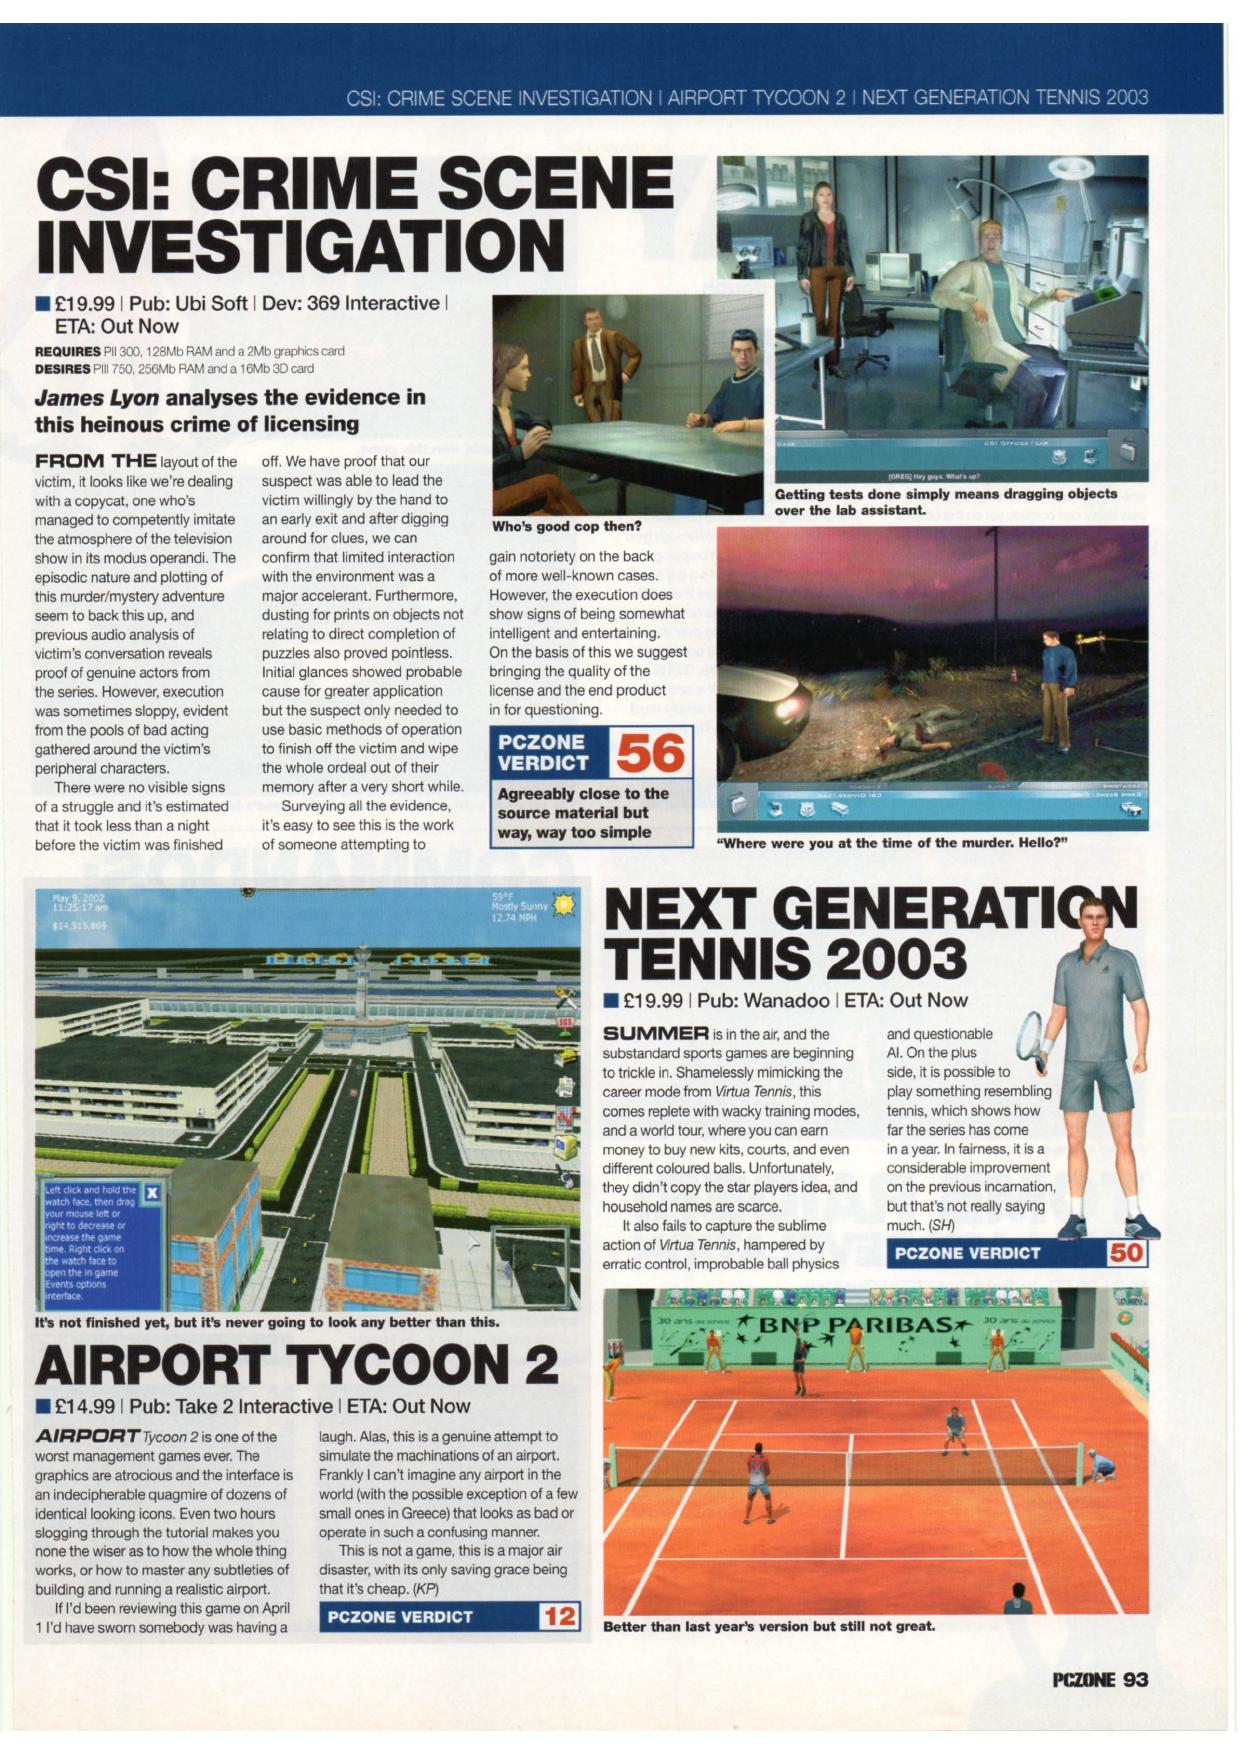 CSI: CRIME SCENE INVESTIGATION | AIRPORT TYCOON 2 | NEXT GENERATION TENNIS 2003
CSI: CRIME SCENE
INVESTIGATION
£19.99 | Pub: Ubi Soft | Dev: 369 Interactive |
ETA: Out Now
REQUIRES PII 300, 128Mb RAM and a 2Mb graphics card
DESIRES PIII 750, 256Mb RAM and a 16Mb 3D card
James Lyon analyses the evidence in
this heinous crime of licensing
FROM THE layout of the
victim, it looks like we're dealing
with a copycat, one who's
managed to competently imitate
the atmosphere of the television
show in its modus operandi. The
episodic nature and plotting of
this murder/mystery adventure
seem to back this up, and
previous audio analysis of
victim's conversation reveals
proof of genuine actors from
the series. However, execution
was sometimes sloppy, evident
from the pools of bad acting
gathered around the victim's
peripheral characters.
There were no visible signs
of a struggle and it's estimated
that it took less than a night
before the victim was finished
off. We have proof that our
suspect was able to lead the
victim willingly by the hand to
an early exit and after digging
around for clues, we can
confirm that limited interaction
with the environment was a
major accelerant. Furthermore,
dusting for prints on objects not
relating to direct completion of
puzzles also proved pointless.
Initial glances showed probable
cause for greater application
but the suspect only needed to
use basic methods of operation
to finish off the victim and wipe
the whole ordeal out of their
memory after a very short while.
Surveying all the evidence,
it's easy to see this is the work
of someone attempting to
Who's good cop then?
gain notoriety on the back
of more well-known cases.
However, the execution does
show signs of being somewhat
intelligent and entertaining.
On the basis of this we suggest
bringing the quality of the
license and the end product
in for questioning.
PCZONE
VERDICT
56
Agreeably close to the
source material but
way, way too simple
CASE
CSI OFFICES / LAB
[GREG] Hey guys. What's up?
Getting tests done simply means dragging objects
over the lab assistant.
"Where were you at the time of the murder. Hello?"
May 9, 2002
11:25:17 am
$14,515,869
59°F
Mostly Sunny
12.74 MPH
Left click and hold the
watch face, then drag
your mouse left or
right to decrease or
increase the game
time. Right click on
the watch face to
open the in game
Events options
interface.
X
It's not finished yet, but it's never going to look any better than this.
AIRPORT TYCOON 2
£14.99 | Pub: Take 2 Interactive | ETA: Out Now
AIRPORT Tycoon 2 is one of the
worst management games ever. The
graphics are atrocious and the interface is
an indecipherable quagmire of dozens of
identical looking icons. Even two hours
slogging through the tutorial makes you
none the wiser as to how the whole thing
works, or how to master any subtleties of
building and running a realistic airport.
If I'd been reviewing this game on April
1 I'd have sworn somebody was having a
laugh. Alas, this is a genuine attempt to
simulate the machinations of an airport.
Frankly I can't imagine any airport in the
world (with the possible exception of a few
small ones in Greece) that looks as bad or
operate in such a confusing manner.
This is not a game, this is a major air
disaster, with its only saving grace being
that it's cheap. (KP)
PCZONE VERDICT
12
NEXT GENERATION
TENNIS 2003
£19.99 | Pub: Wanadoo | ETA: Out Now
SUMMER is in the air, and the
substandard sports games are beginning
to trickle in. Shamelessly mimicking the
career mode from Virtua Tennis, this
comes replete with wacky training modes,
and a world tour, where you can earn
money to buy new kits, courts, and even
different coloured balls. Unfortunately,
they didn't copy the star players idea, and
household names are scarce.
It also fails to capture the sublime
action of Virtua Tennis, hampered by
erratic control, improbable ball physics
and questionable
AI. On the plus
side, it is possible to
play something resembling
tennis, which shows how
far the series has come
in a year. In fairness, it is a
considerable improvement
on the previous incarnation,
but that's not really saying
much. (SH)
PCZONE VERDICT
50
30 ans au service
BNP PARIBAS
30 ans au service
Better than last year's version but still not great.
PCZONE 93